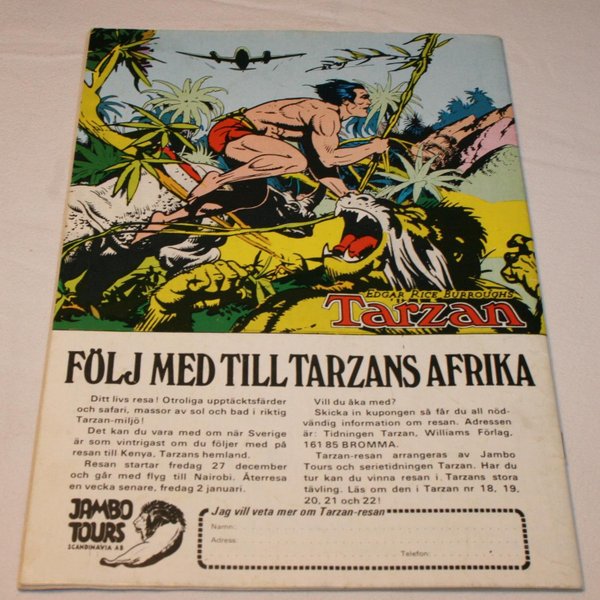 EDGAR RICE BURROUGHS
Tarzan
FÖLJ MED TILL TARZANS AFRIKA
Ditt livs resa! Otroliga upptäcktsfärder
och safari, massor av sol och bad i riktig
Tarzan-miljö!
Det kan du vara med om när Sverige
är som vintrigast om du följer med på
resan till Kenya, Tarzans hemland.
Resan startar fredag 27 december
och går med flyg till Nairobi. Återresa
en vecka senare, fredag 2 januari.
Vill du åka med?
Skicka in kupongen så får du all nöd-
vändig information om resan. Adressen
är: Tidningen Tarzan, Williams Förlag,
161 85 BROMMA.
Tarzan-resan arrangeras av Jambo
Tours och serietidningen Tarzan. Har du
tur kan du vinna resan i Tarzans stora
tävling. Läs om den i Tarzan nr 18, 19,
20, 21 och 22!
JAMBO
TOURS
SCANDINAVIA AB
Jag vill veta mer om Tarzan-resan
Namn:
Adress:
Telefon: